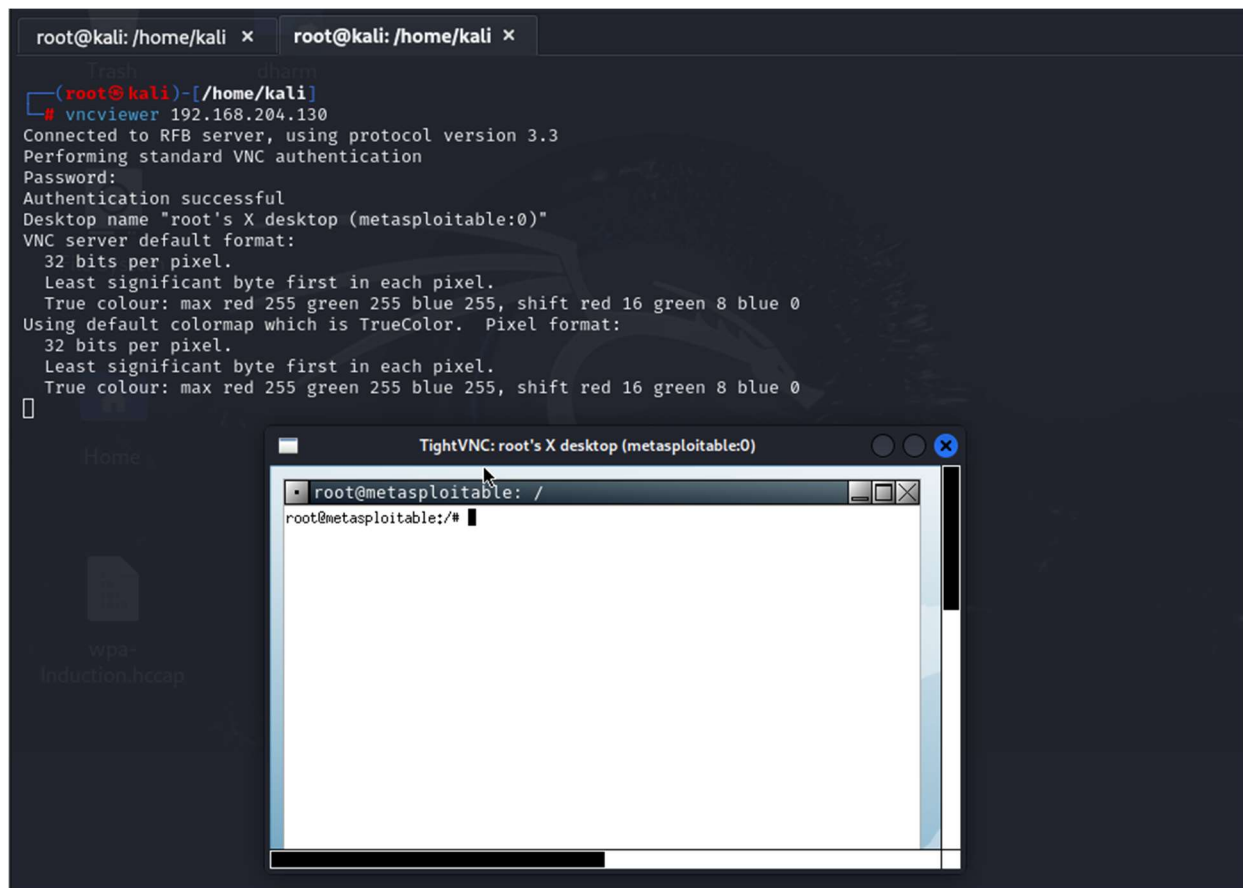 root@kali: /home/kali × root@kali: /home/kali ×
Trash dharm
┌──(root㉿kali)-[/home/kali]
└─# vncviewer 192.168.204.130
Connected to RFB server, using protocol version 3.3
Performing standard VNC authentication
Password:
Authentication successful
Desktop name "root's X desktop (metasploitable:0)"
VNC server default format:
  32 bits per pixel.
  Least significant byte first in each pixel.
  True colour: max red 255 green 255 blue 255, shift red 16 green 8 blue 0
Using default colormap which is TrueColor.  Pixel format:
  32 bits per pixel.
  Least significant byte first in each pixel.
  True colour: max red 255 green 255 blue 255, shift red 16 green 8 blue 0
Home
TightVNC: root's X desktop (metasploitable:0)
root@metasploitable: /
root@metasploitable:/#
wpa-
Induction.hccap